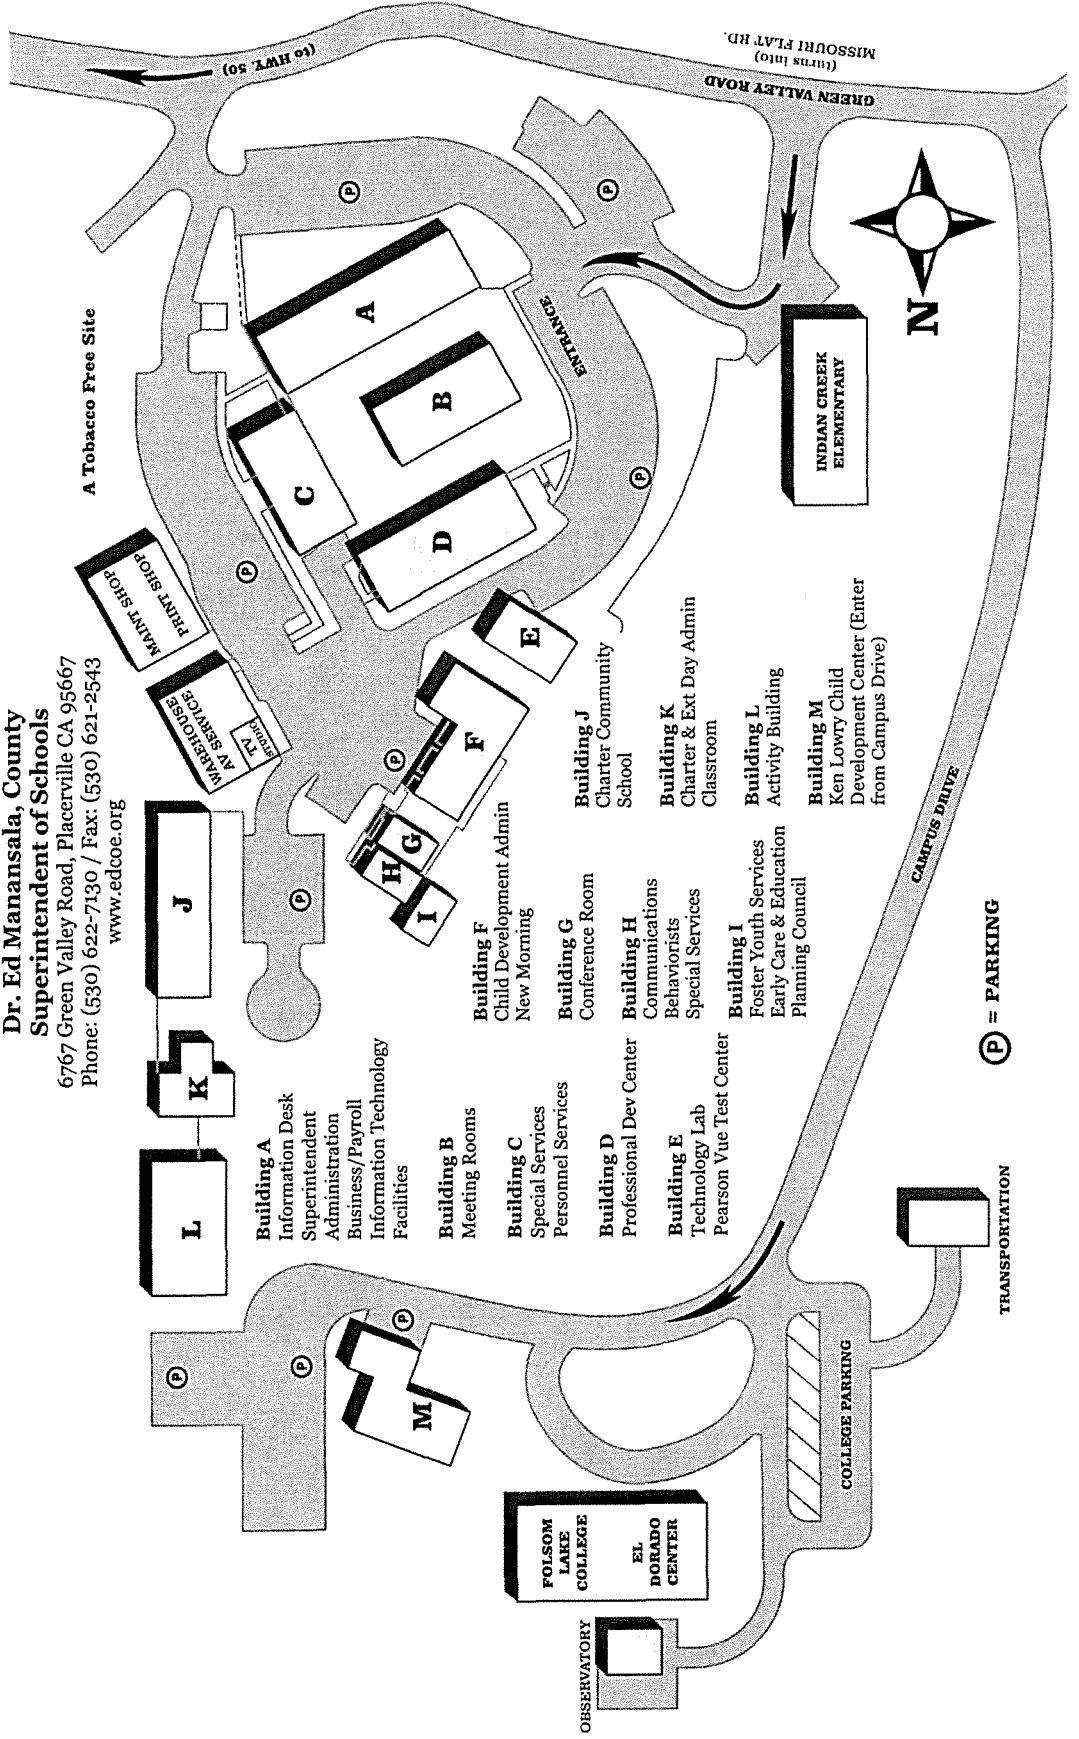 Dr. Ed Manansala, County
Superintendent of Schools
6767 Green Valley Road, Placerville CA 95667
Phone: (530) 622-7130 / Fax: (530) 621-2543
www.edcoe.org
A Tobacco Free Site
(to HWY. 50)
GREEN VALLEY ROAD
(turns into)
MISSOURI FLAT RD.
MAINT SHOP
PRINT SHOP
WAREHOUSE
AV SERVICE
TV
STUDIO
L
K
J
C
A
B
D
E
F
G
H
I
M
P
P
P
P
P
P
P
P
P
ENTRANCE
INDIAN CREEK
ELEMENTARY
N
Building A
Information Desk
Superintendent
Administration
Business/Payroll
Information Technology
Facilities
Building B
Meeting Rooms
Building C
Special Services
Personnel Services
Building D
Professional Dev Center
Building E
Technology Lab
Pearson Vue Test Center
Building F
Child Development Admin
New Morning
Building G
Conference Room
Building H
Communications
Behaviorists
Special Services
Building I
Foster Youth Services
Early Care & Education
Planning Council
Building J
Charter Community
School
Building K
Charter & Ext Day Admin
Classroom
Building L
Activity Building
Building M
Ken Lowry Child
Development Center (Enter
from Campus Drive)
CAMPUS DRIVE
P = PARKING
FOLSOM
LAKE
COLLEGE
EL
DORADO
CENTER
OBSERVATORY
COLLEGE PARKING
TRANSPORTATION